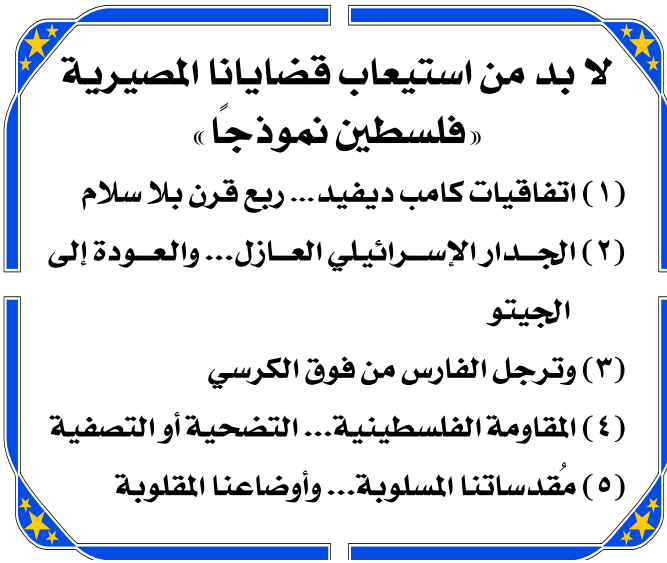 لا بد من استيعاب قضايانا المصيرية
« فلسطين نموذجاً »
(١) اتفاقيات كامب ديفيد... ربع قرن بلا سلام
(٢) الجـدار الإسـرائيلي العـازل... والعـودة إلى
الجيتو
(٣) وترجل الفارس من فوق الكرسي
(٤) المقاومة الفلسطينية... التضحية أو التصفية
(٥) مُقدساتنا المسلوبة... وأوضاعنا المقلوبة